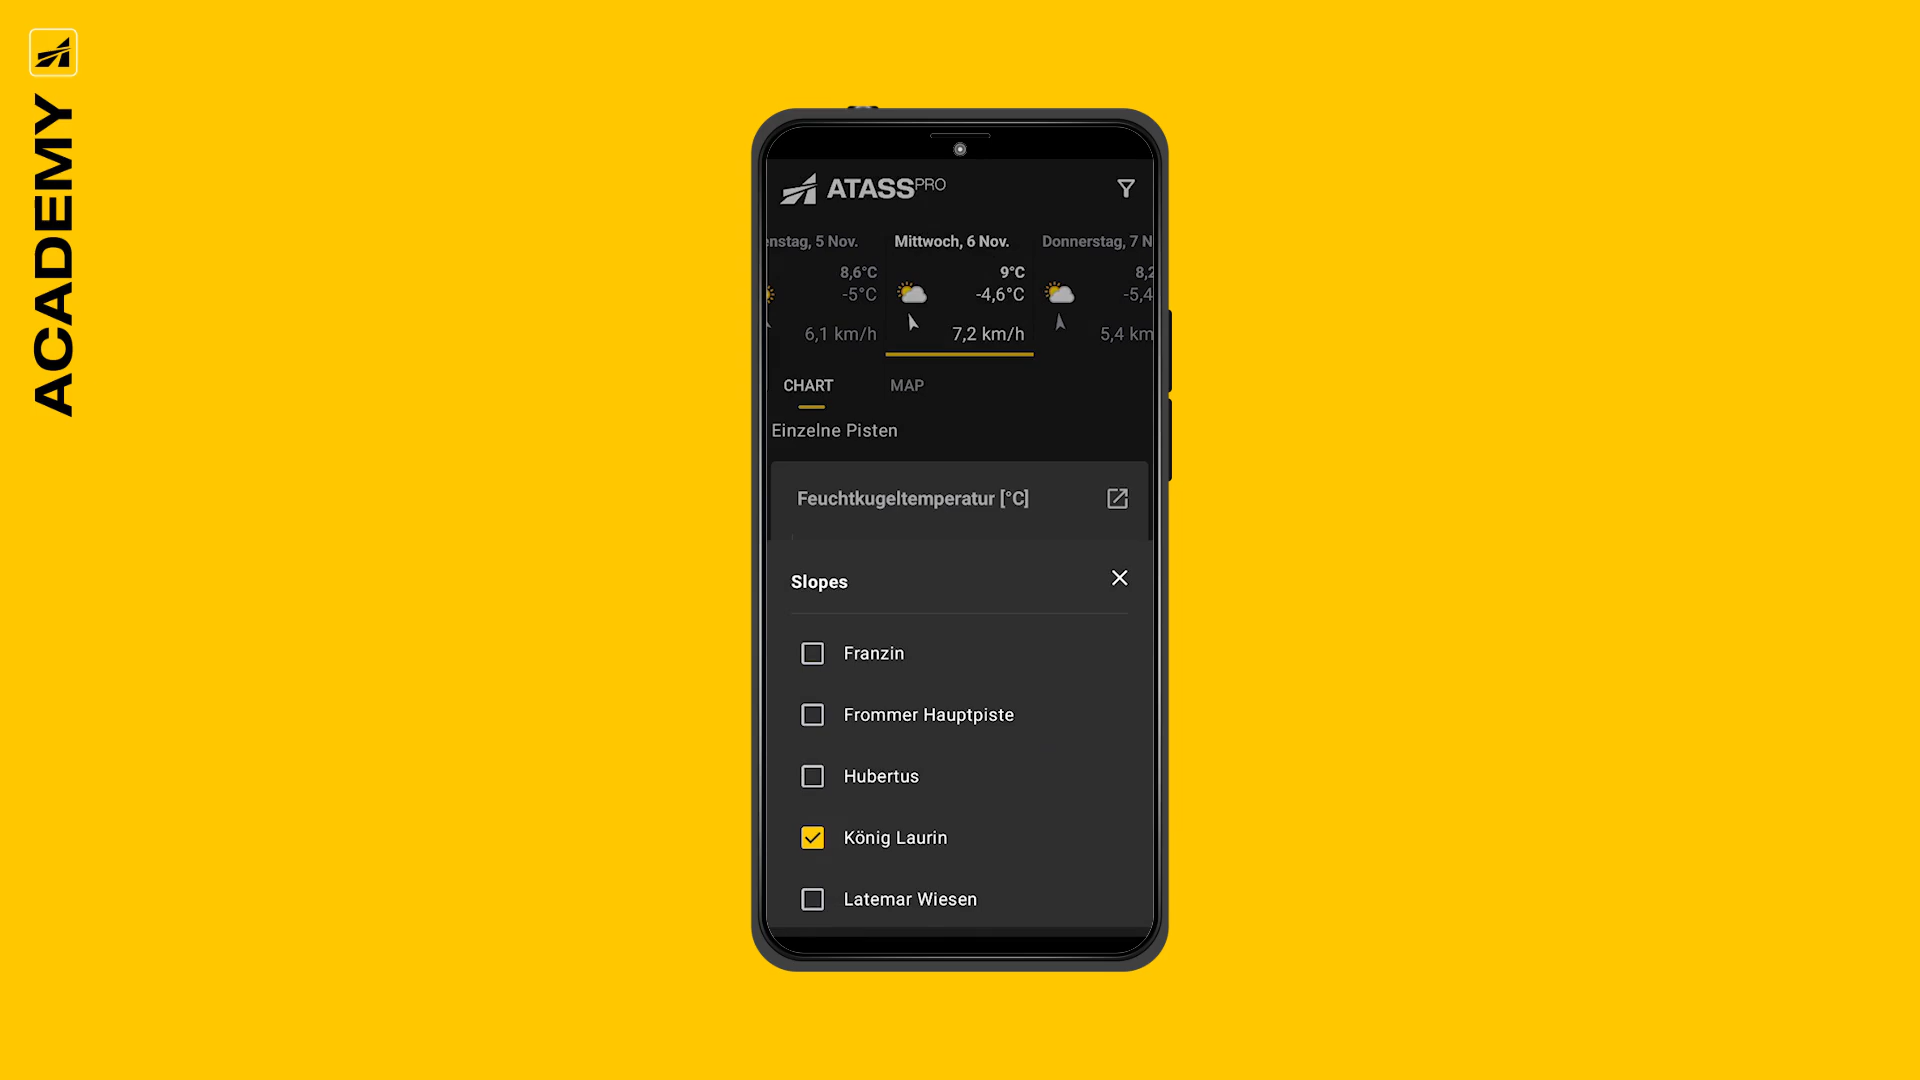 ACADEMY
ATASS PRO
enstag, 5 Nov. Mittwoch, 6 Nov. Donnerstag, 7 N
8,6°C 9°C 8,2
-5°C -4,6°C -5,4
6,1 km/h 7,2 km/h 5,4 km
CHART MAP
Einzelne Pisten
Feuchtkugeltemperatur [°C]
Slopes
Franzin
Frommer Hauptpiste
Hubertus
König Laurin
Latemar Wiesen